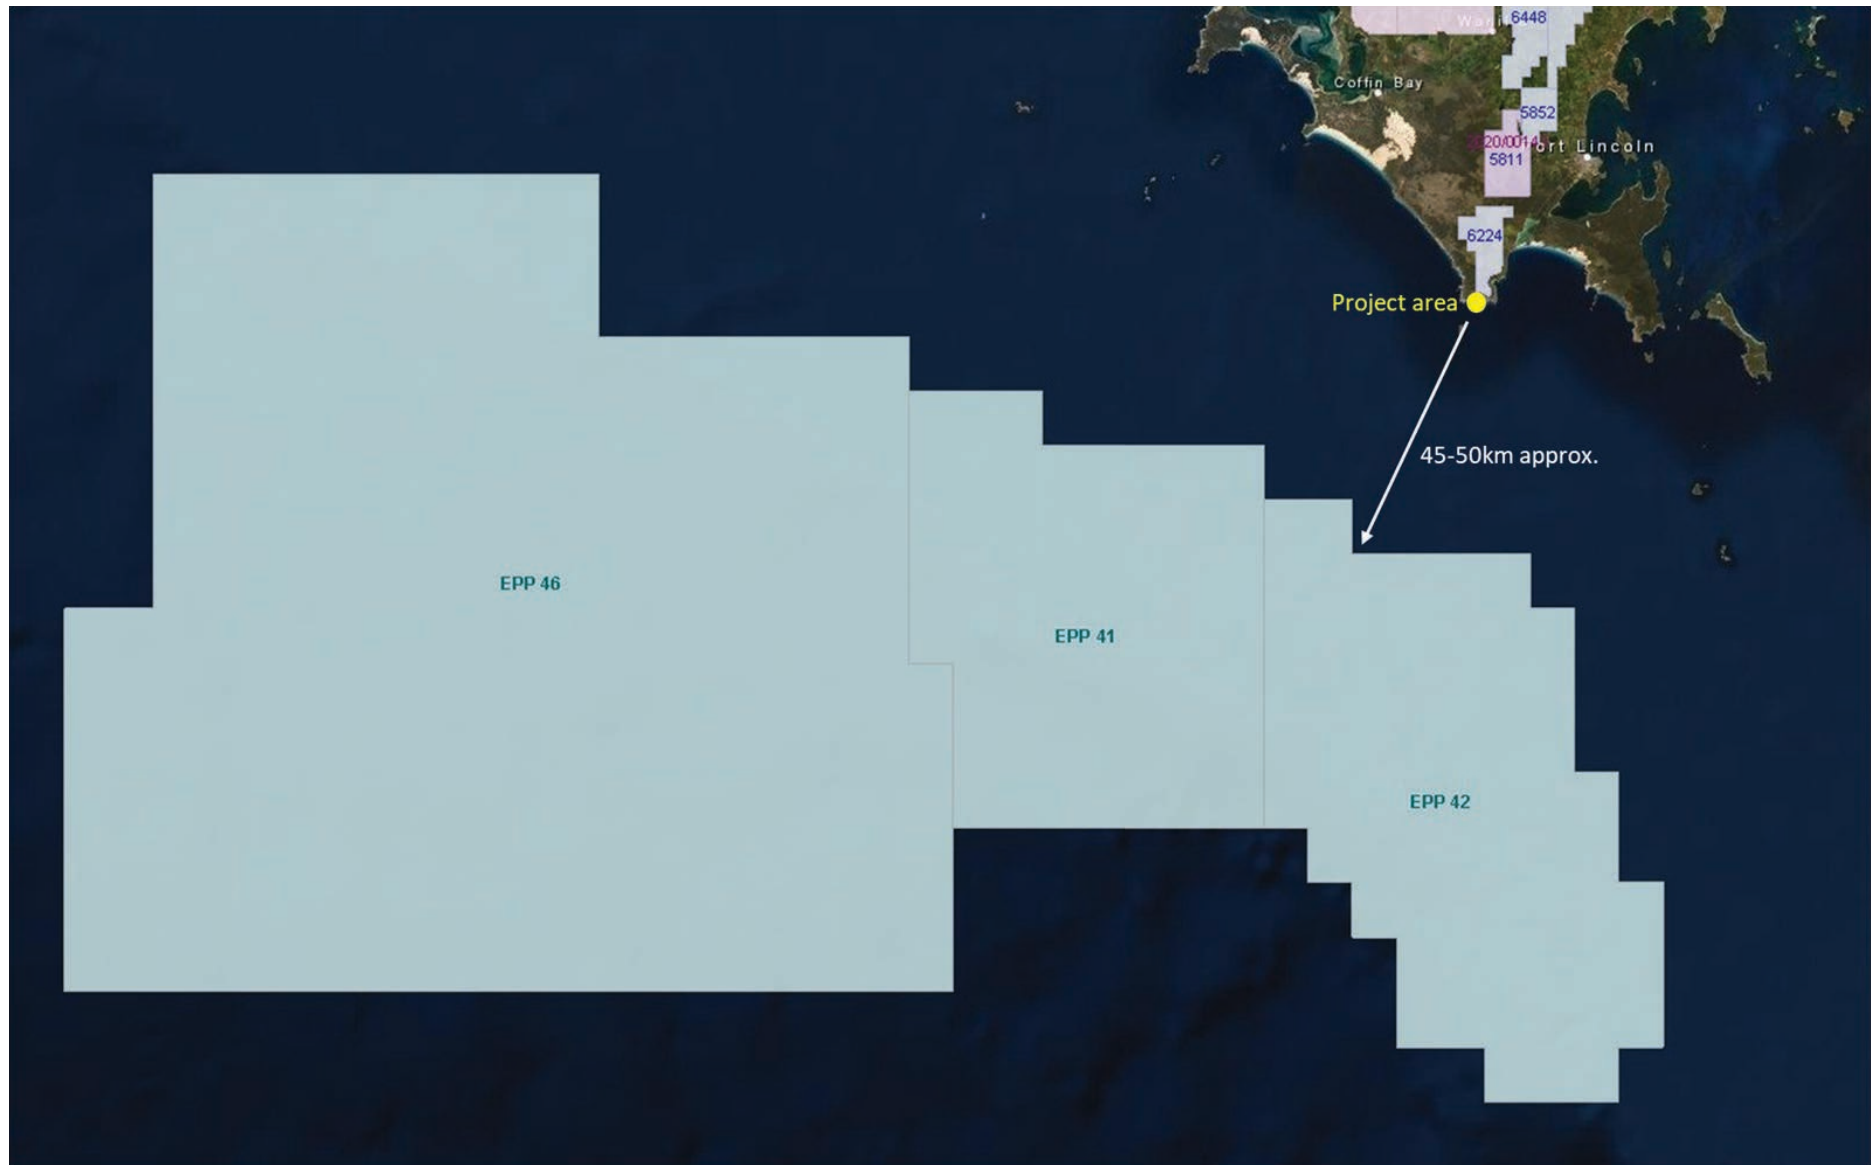 6448
Coffin Bay
5852
5811
ort Lincoln
6224
Project area
45-50km approx.
EPP 46
EPP 41
EPP 42